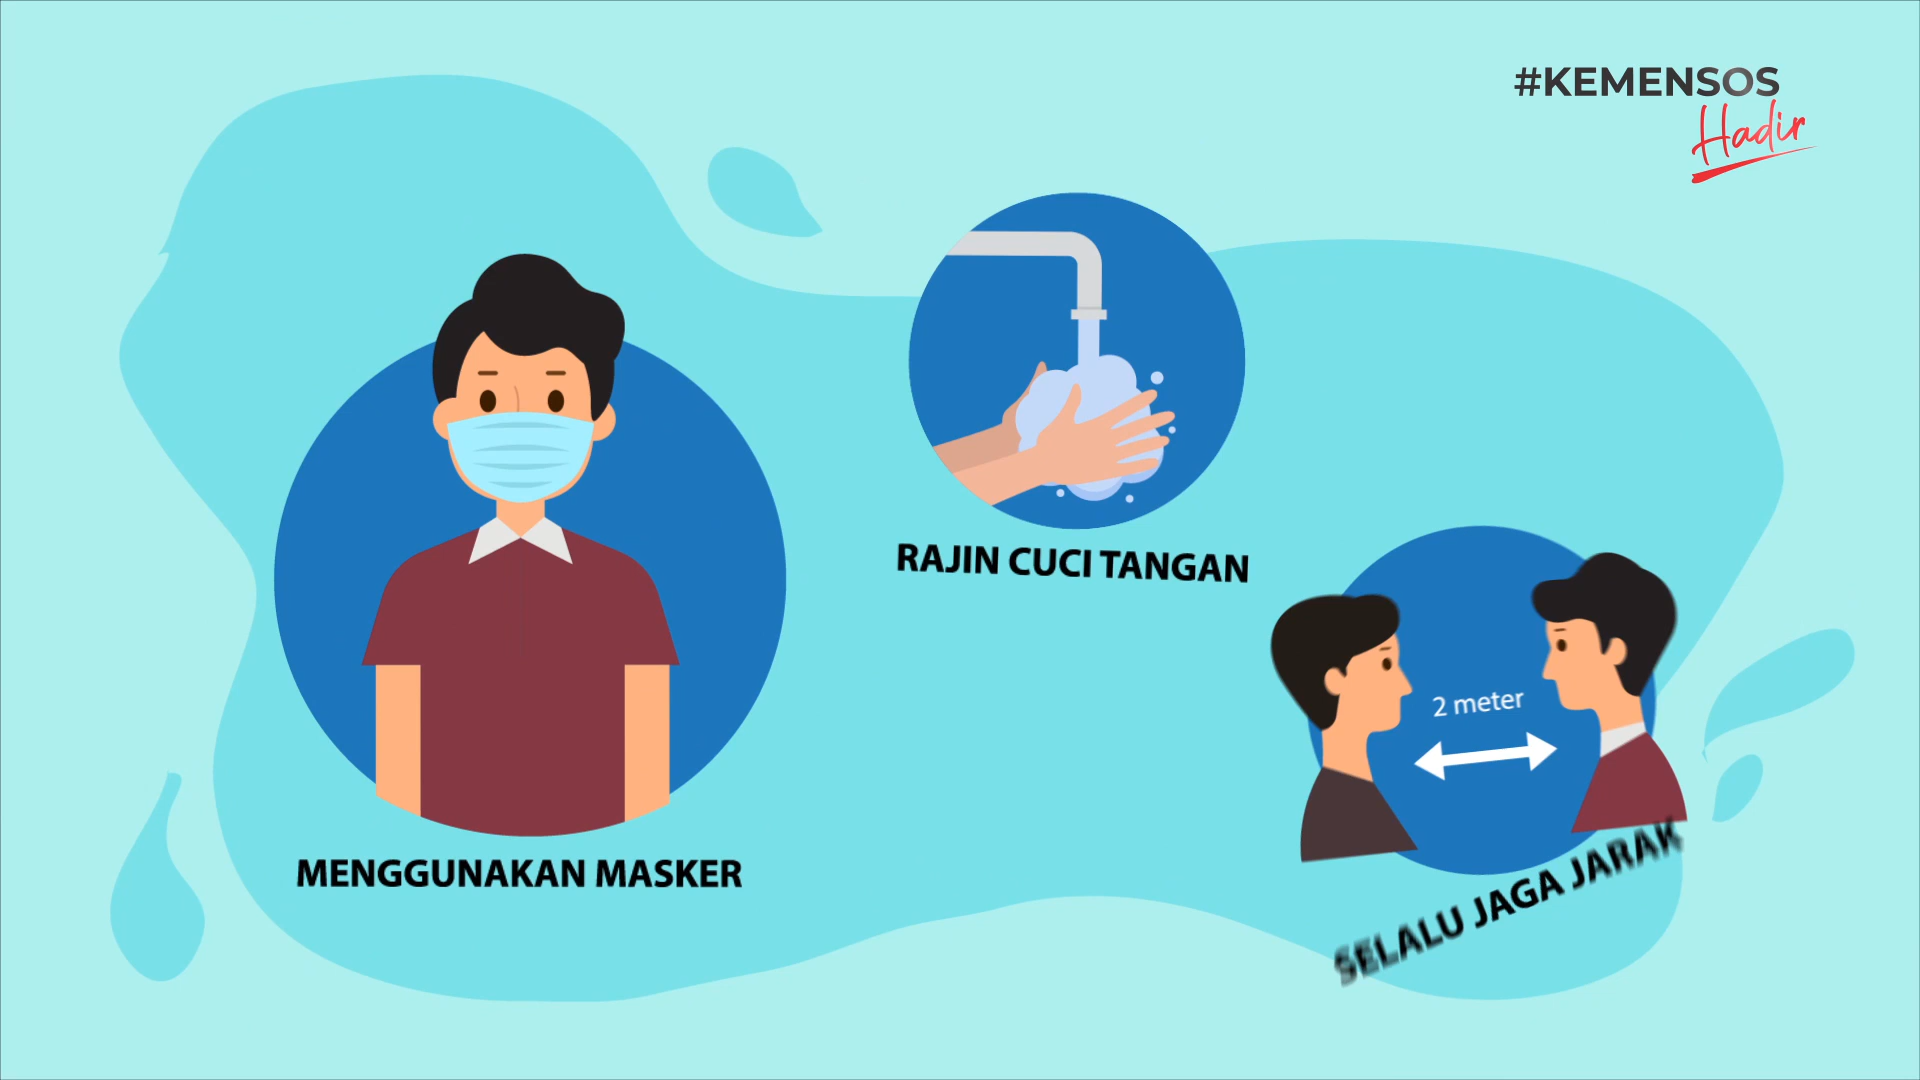 #KEMENSOS
Hadir
RAJIN CUCI TANGAN
2 meter
MENGGUNAKAN MASKER
SELALU JAGA JARAK